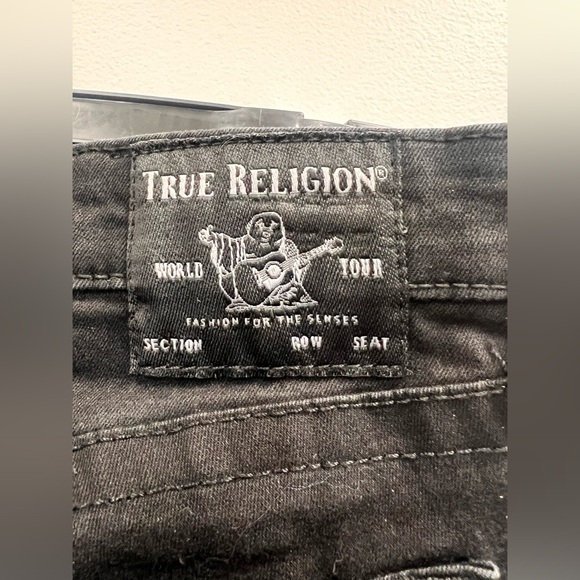 TRUE RELIGION®
WORLD TOUR
FASHION FOR THE SENSES
SECTION ROW SEAT